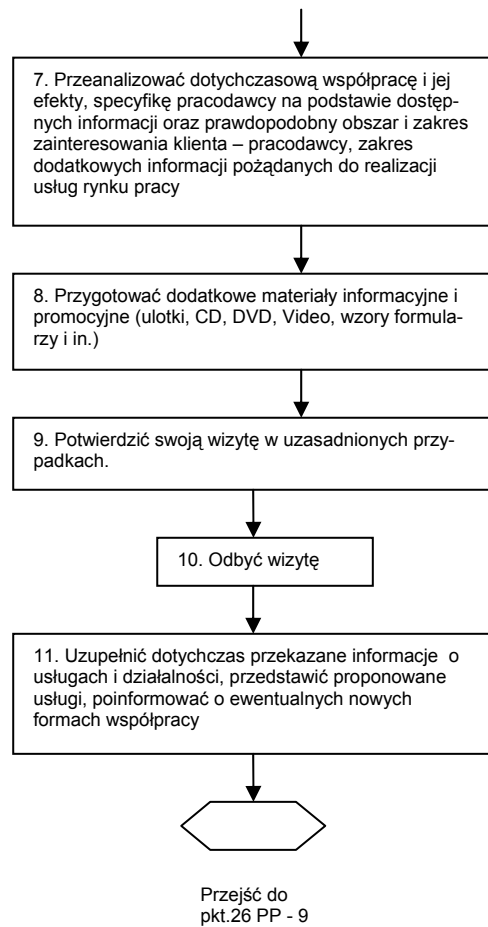 7. Przeanalizować dotychczasową współpracę i jej
efekty, specyfikę pracodawcy na podstawie dostęp-
nych informacji oraz prawdopodobny obszar i zakres
zainteresowania klienta – pracodawcy, zakres
dodatkowych informacji pożądanych do realizacji
usług rynku pracy
8. Przygotować dodatkowe materiały informacyjne i
promocyjne (ulotki, CD, DVD, Video, wzory formula-
rzy i in.)
9. Potwierdzić swoją wizytę w uzasadnionych przy-
padkach.
10. Odbyć wizytę
11. Uzupełnić dotychczas przekazane informacje o
usługach i działalności, przedstawić proponowane
usługi, poinformować o ewentualnych nowych
formach współpracy
Przejść do
pkt.26 PP - 9